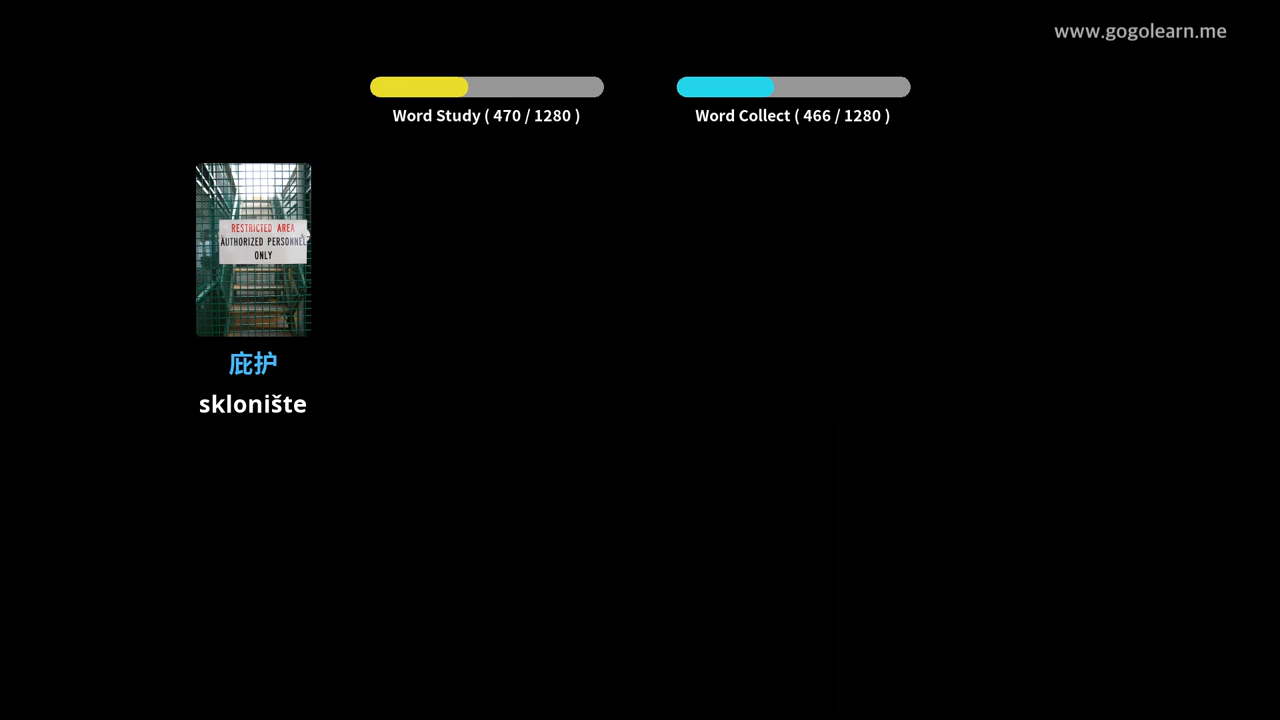 www.gogolearn.me
Word Study ( 470 / 1280 )
Word Collect ( 466 / 1280 )
RESTRICTED AREA
AUTHORIZED PERSONNEL
ONLY
庇护
sklonište